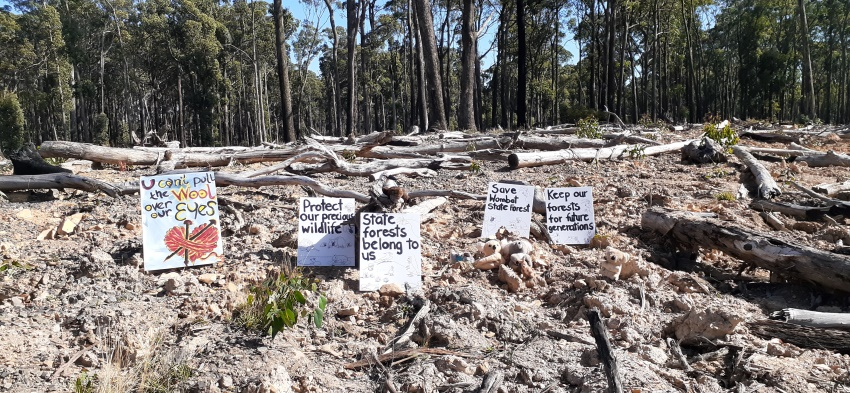 U can't pull
the Wool
over our
EYES
Protect
our precious
wildlife
State
forests
belong to
us
Save
Wombat
State forest
Keep our
forests
for future
generations